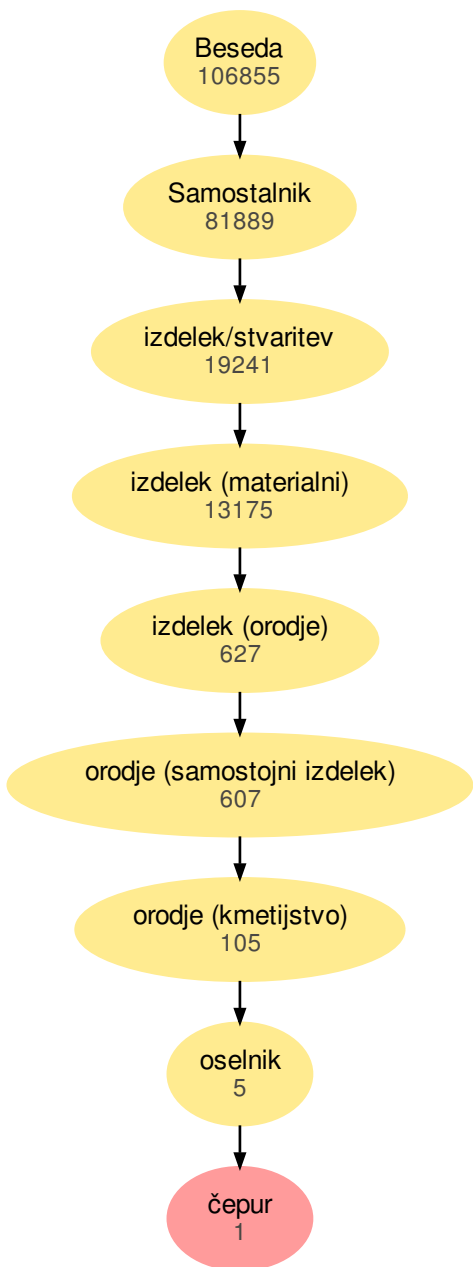 Beseda
106855
Samostalnik
81889
izdelek/stvaritev
19241
izdelek (materialni)
13175
izdelek (orodje)
627
orodje (samostojni izdelek)
607
orodje (kmetijstvo)
105
oselnik
5
čepur
1